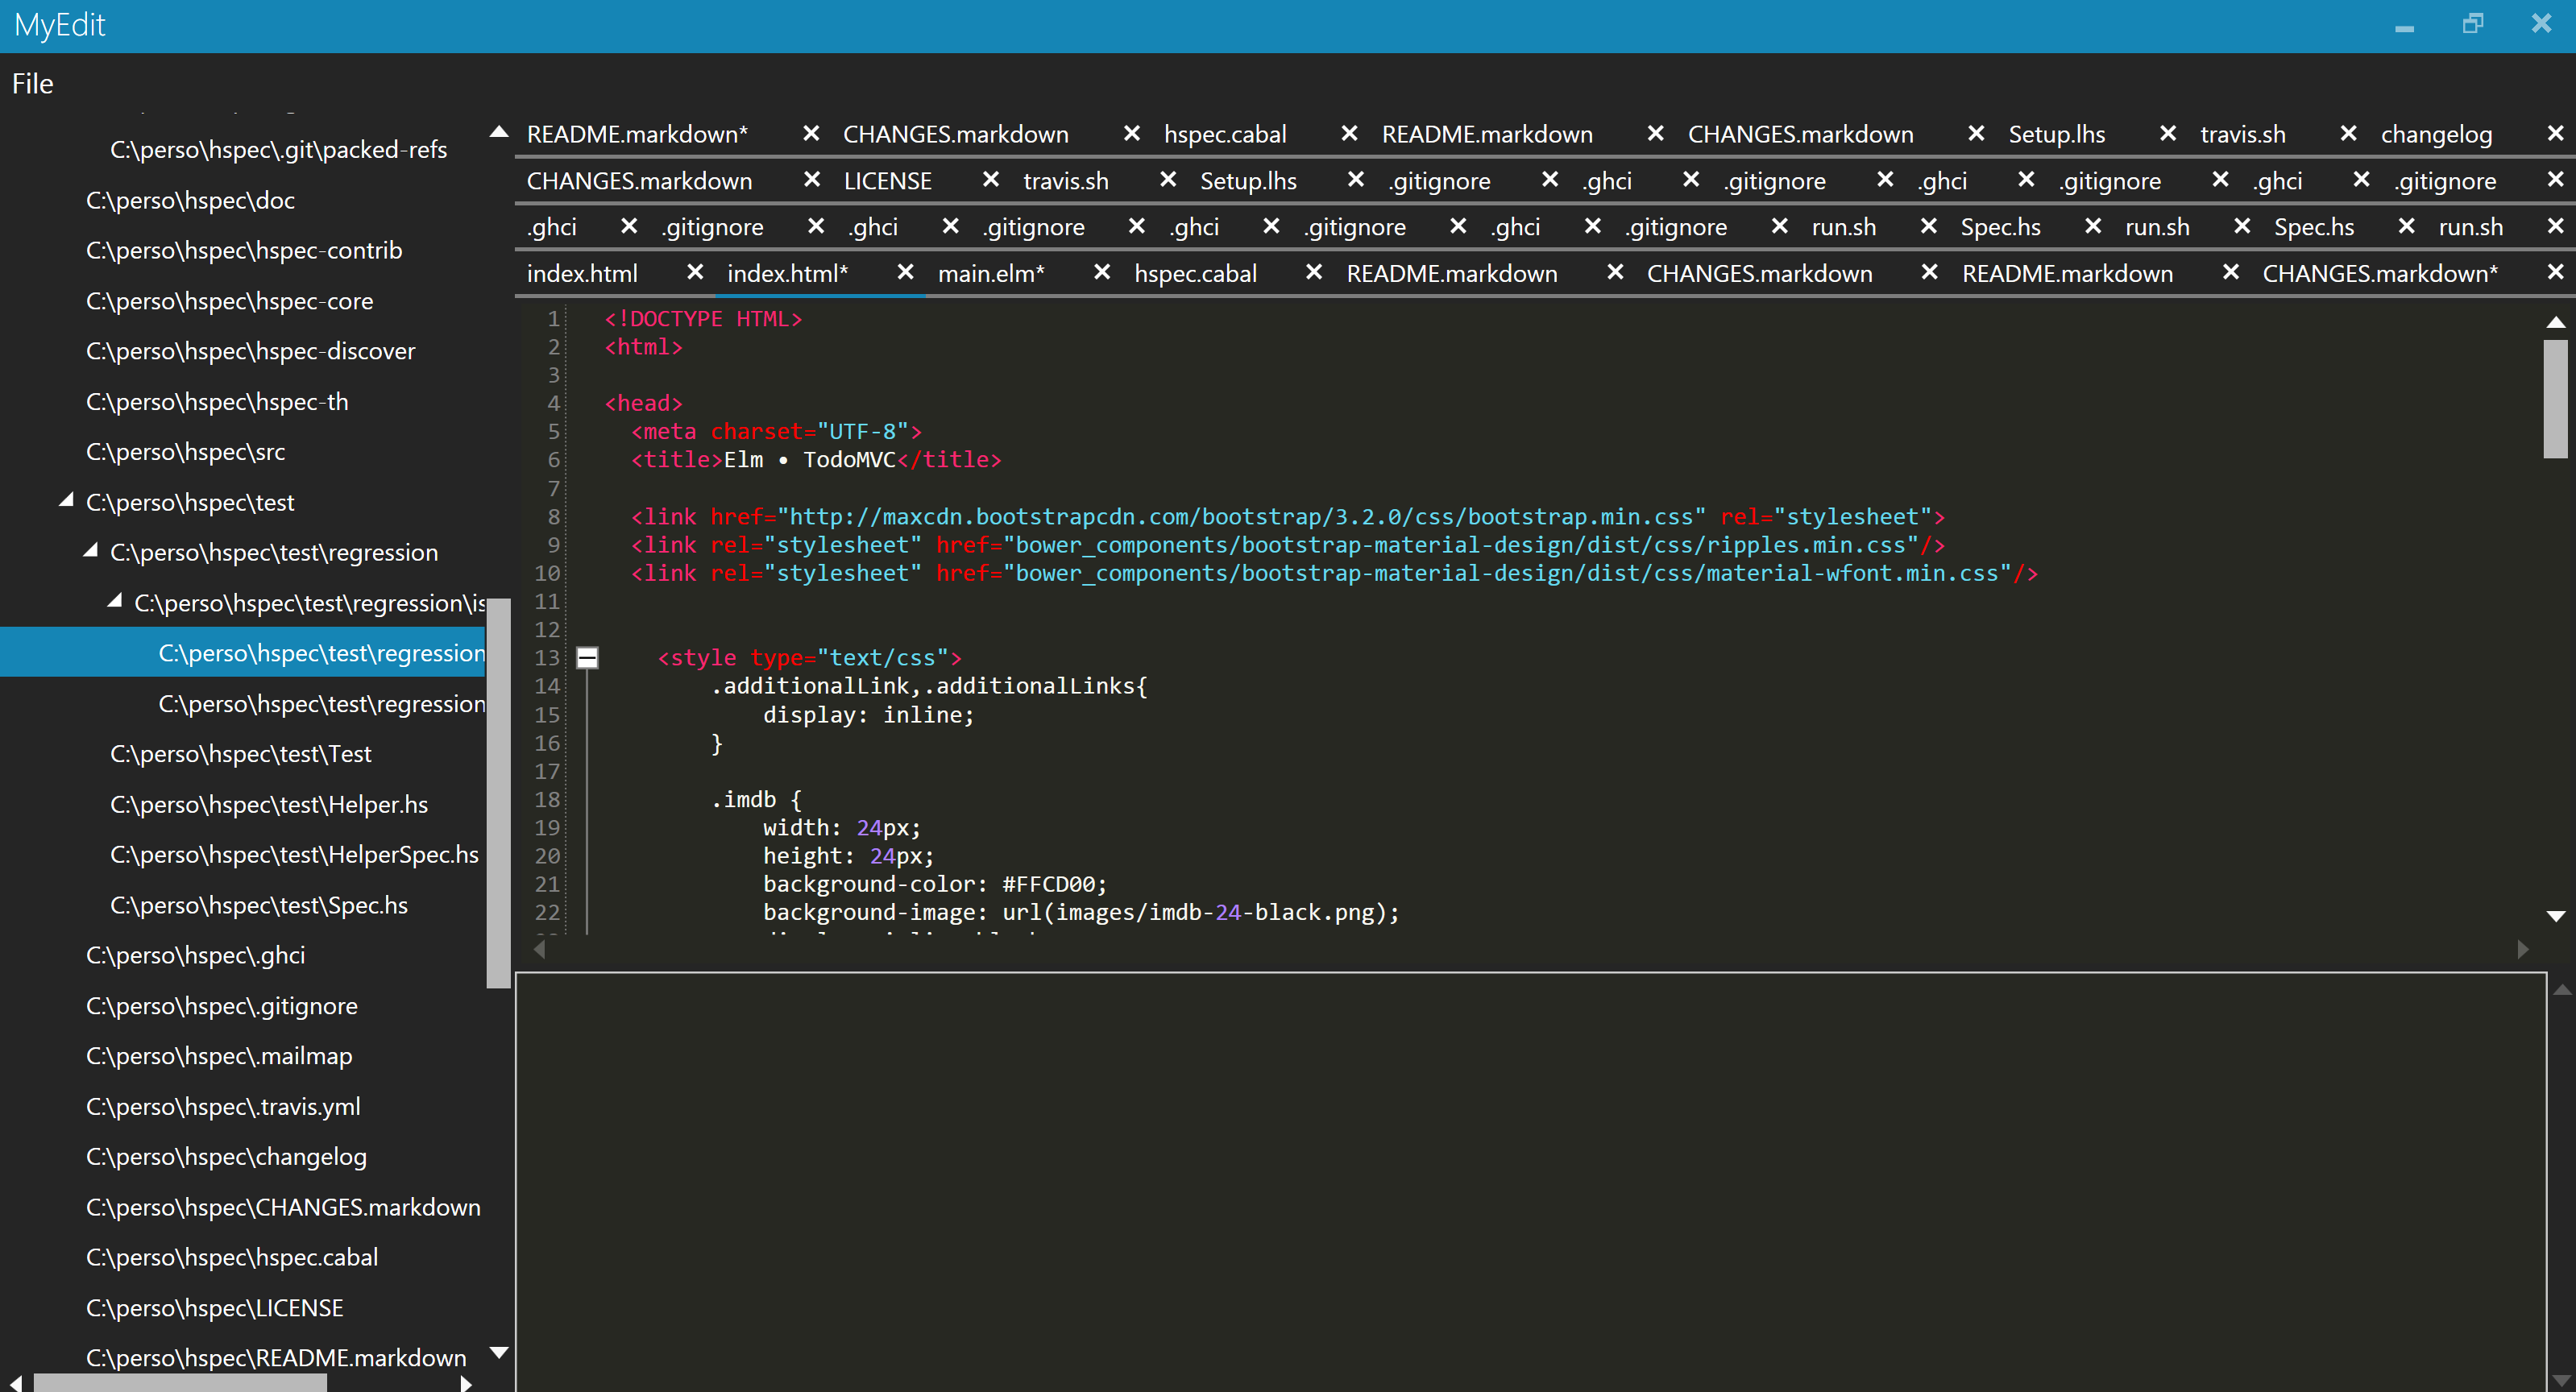 MyEdit
File
C:\perso\hspec\.git\packed-refs
C:\perso\hspec\doc
C:\perso\hspec\hspec-contrib
C:\perso\hspec\hspec-core
C:\perso\hspec\hspec-discover
C:\perso\hspec\hspec-th
C:\perso\hspec\src
C:\perso\hspec\test
C:\perso\hspec\test\regression
C:\perso\hspec\test\regression\is
C:\perso\hspec\test\regression
C:\perso\hspec\test\regression
C:\perso\hspec\test\Test
C:\perso\hspec\test\Helper.hs
C:\perso\hspec\test\HelperSpec.hs
C:\perso\hspec\test\Spec.hs
C:\perso\hspec\.ghci
C:\perso\hspec\.gitignore
C:\perso\hspec\.mailmap
C:\perso\hspec\.travis.yml
C:\perso\hspec\changelog
C:\perso\hspec\CHANGES.markdown
C:\perso\hspec\hspec.cabal
C:\perso\hspec\LICENSE
C:\perso\hspec\README.markdown
README.markdown* CHANGES.markdown hspec.cabal README.markdown CHANGES.markdown Setup.lhs travis.sh changelog
CHANGES.markdown LICENSE travis.sh Setup.lhs .gitignore .ghci .gitignore .ghci .gitignore .ghci .gitignore
.ghci .gitignore .ghci .gitignore .ghci .gitignore .ghci .gitignore run.sh Spec.hs run.sh Spec.hs run.sh
index.html index.html* main.elm* hspec.cabal README.markdown CHANGES.markdown README.markdown CHANGES.markdown*
1 <!DOCTYPE HTML>
2 <html>
3
4 <head>
5 <meta charset="UTF-8">
6 <title>Elm • TodoMVC</title>
7
8 <link href="http://maxcdn.bootstrapcdn.com/bootstrap/3.2.0/css/bootstrap.min.css" rel="stylesheet">
9 <link rel="stylesheet" href="bower_components/bootstrap-material-design/dist/css/ripples.min.css"/>
10 <link rel="stylesheet" href="bower_components/bootstrap-material-design/dist/css/material-wfont.min.css"/>
11
12
13 <style type="text/css">
14 .additionalLink,.additionalLinks{
15 display: inline;
16 }
17
18 .imdb {
19 width: 24px;
20 height: 24px;
21 background-color: #FFCD00;
22 background-image: url(images/imdb-24-black.png);